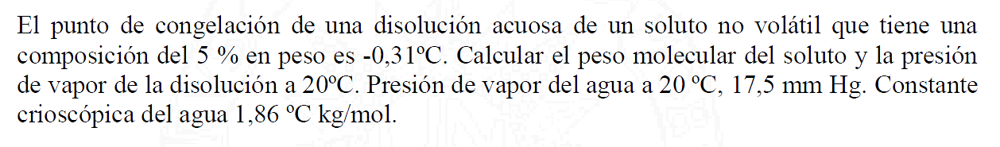 El punto de congelación de una disolución acuosa de un soluto no volátil que tiene una
composición del 5 % en peso es -0,31ºC. Calcular el peso molecular del soluto y la presión
de vapor de la disolución a 20ºC. Presión de vapor del agua a 20 ºC, 17,5 mm Hg. Constante
crioscópica del agua 1,86 ºC kg/mol.